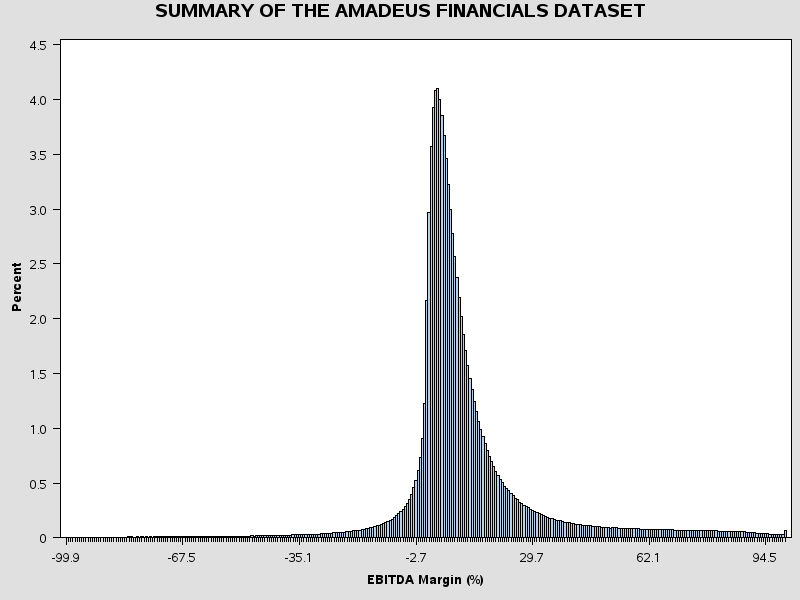 SUMMARY OF THE AMADEUS FINANCIALS DATASET
4.5
4.0
3.5
3.0
2.5
2.0
1.5
1.0
0.5
0
Percent
-99.9 -67.5 -35.1 -2.7 29.7 62.1 94.5
EBITDA Margin (%)